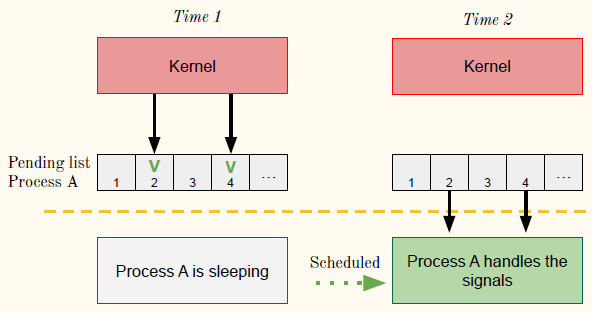 Time 1
Time 2
Kernel
Kernel
Pending list
Process A
V
V
1
2
3
4
...
1
2
3
4
...
Process A is sleeping
Scheduled
Process A handles the
signals